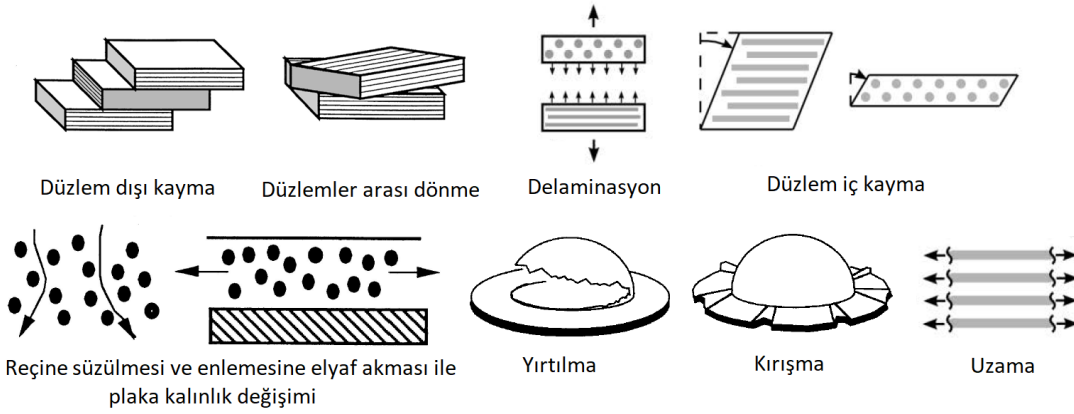 Düzlem dışı kayma
Düzlemler arası dönme
Delaminasyon
Düzlem iç kayma
Reçine süzülmesi ve enlemesine elyaf akması ile
plaka kalınlık değişimi
Yırtılma
Kırışma
Uzama